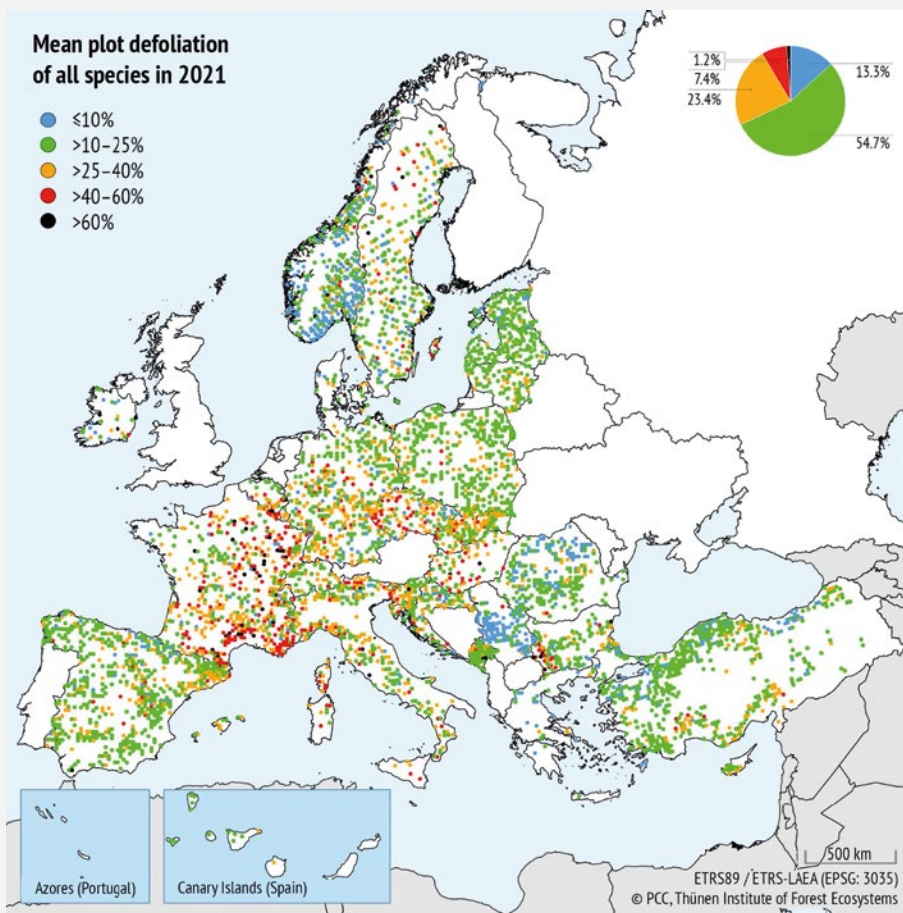 Mean plot defoliation
of all species in 2021
≤10%
>10–25%
>25–40%
>40–60%
>60%
1.2%
7.4%
23.4%
13.3%
54.7%
Azores (Portugal)
Canary Islands (Spain)
500 km
ETRS89 / ETRS-LAEA (EPSG: 3035)
© PCC, Thünen Institute of Forest Ecosystems